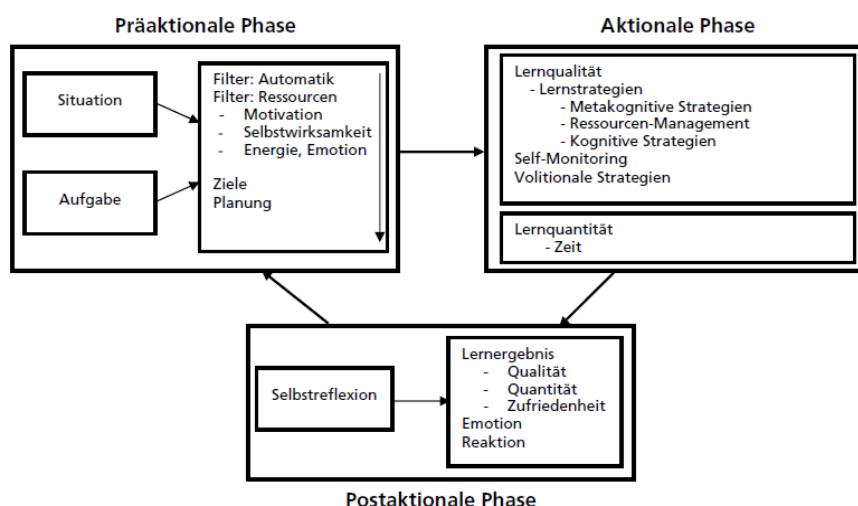 Präaktionale Phase
Situation
Aufgabe
Filter: Automatik
Filter: Ressourcen
- Motivation
- Selbstwirksamkeit
- Energie, Emotion
Ziele
Planung
Aktionale Phase
Lernqualität
- Lernstrategien
- Metakognitive Strategien
- Ressourcen-Management
- Kognitive Strategien
Self-Monitoring
Volitionale Strategien
Lernquantität
- Zeit
Selbstreflexion
Lernergebnis
- Qualität
- Quantität
- Zufriedenheit
Emotion
Reaktion
Postaktionale Phase